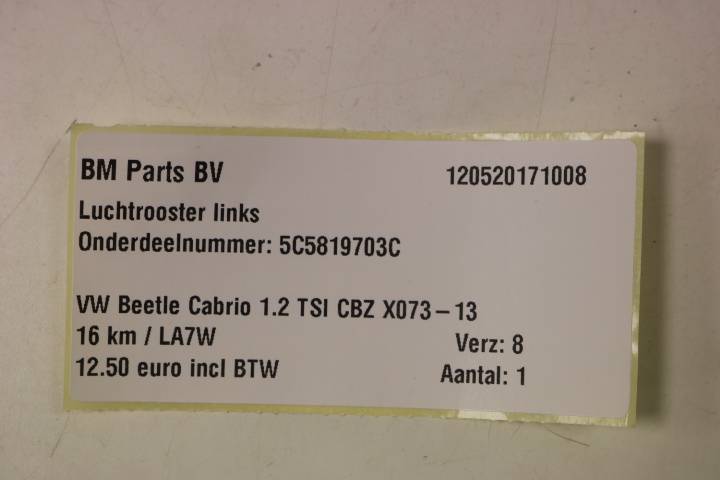 BM Parts BV 120520171008
Luchtrooster links
Onderdeelnummer: 5C5819703C
VW Beetle Cabrio 1.2 TSI CBZ X073-13
16 km / LA7W Verz: 8
12.50 euro incl BTW Aantal: 1